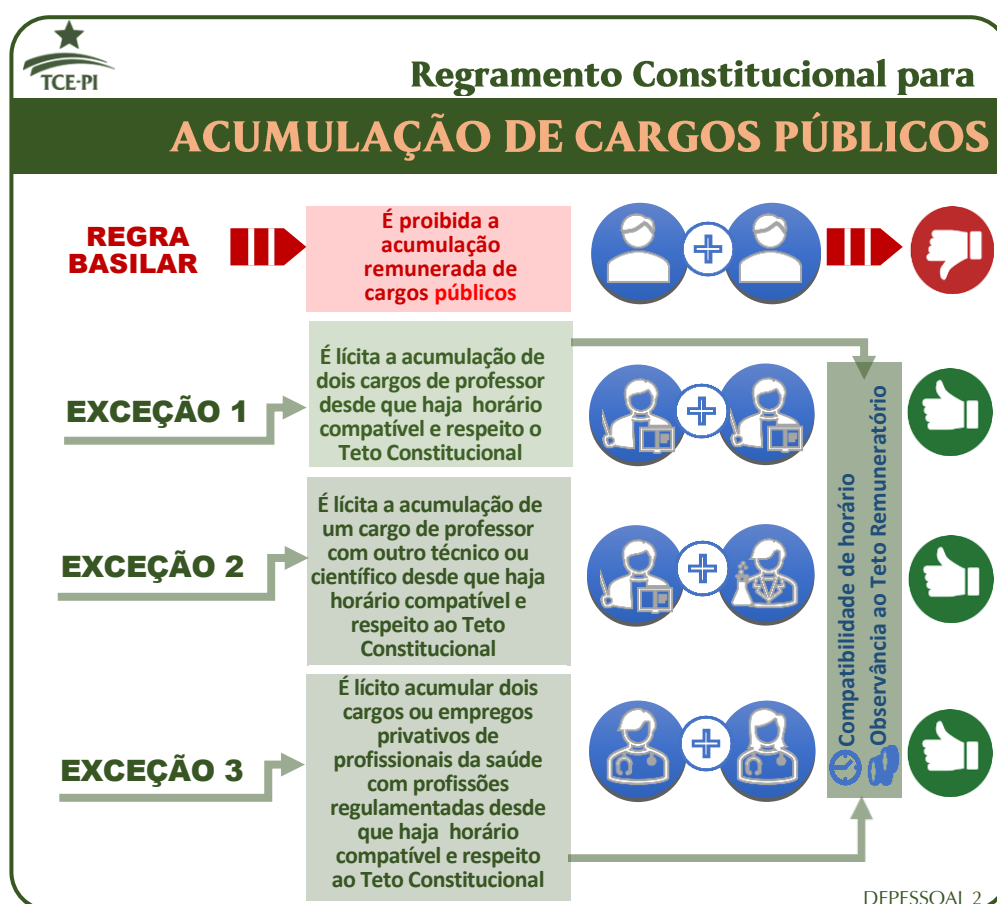 TCE-PI
Regramento Constitucional para
ACUMULAÇÃO DE CARGOS PÚBLICOS
REGRA
BASILAR
É proibida a
acumulação
remunerada de
cargos públicos
EXCEÇÃO 1
É lícita a acumulação de
dois cargos de professor
desde que haja horário
compatível e respeito o
Teto Constitucional
EXCEÇÃO 2
É lícita a acumulação de
um cargo de professor
com outro técnico ou
científico desde que haja
horário compatível e
respeito ao Teto
Constitucional
EXCEÇÃO 3
É lícito acumular dois
cargos ou empregos
privativos de
profissionais da saúde
com profissões
regulamentadas desde
que haja horário
compatível e respeito
ao Teto Constitucional
Compatibilidade de horário
Observância ao Teto Remuneratório
DFPESSOAL 2